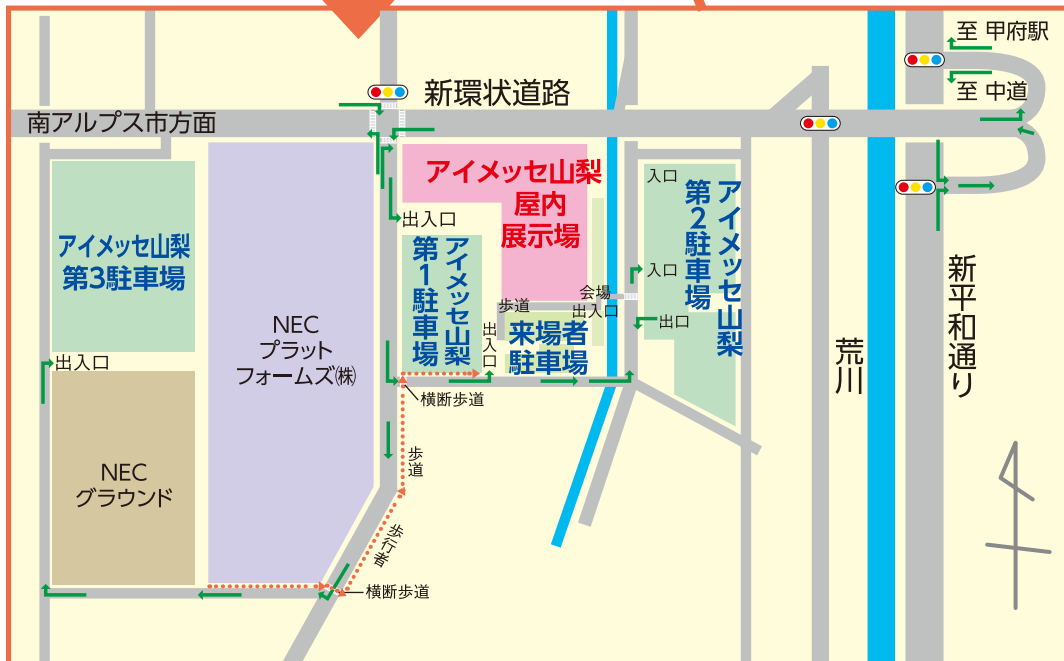 至 甲府駅
至 中道
新環状道路
南アルプス市方面
アイメッセ山梨
屋内
展示場
入口
アイメッセ山梨
第2駐車場
出入口
アイメッセ山梨
第3駐車場
アイメッセ山梨
第1駐車場
入口
会場
出入口
歩道
出口
来場者
駐車場
出入口
NEC
プラット
フォームズ㈱
新平和通り
荒川
出入口
横断歩道
歩道
NEC
グラウンド
歩行者
横断歩道